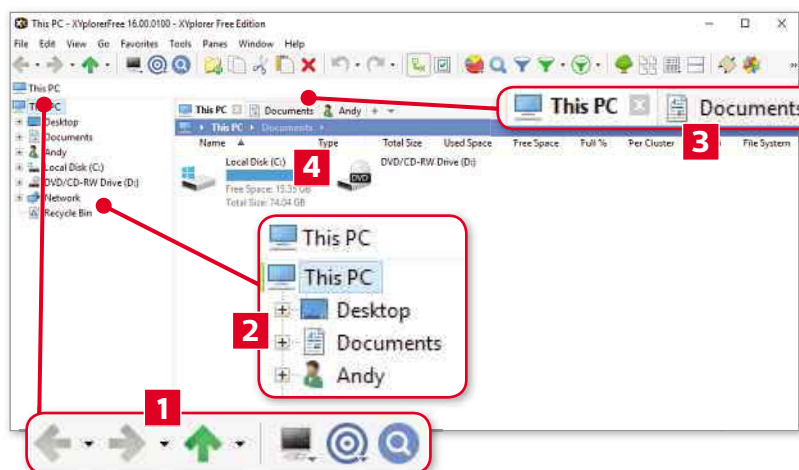 This PC - XYplorerFree 16.00.0100 - XYplorer Free Edition
File Edit View Go Favorites Tools Panes Window Help
This PC
This PC
Desktop
Documents
Andy
Local Disk (C:)
DVD/CD-RW Drive (D:)
Network
Recycle Bin
This PC Documents Andy
This PC Documents
Name Type Total Size Used Space Free Space Full % Per Cluster File System
Local Disk (C:)
Free Space: 15.35 GB
Total Size: 74.04 GB
DVD
DVD/CD-RW Drive (D:)
This PC Documents
3
4
This PC
This PC
Desktop
Documents
Andy
2
1